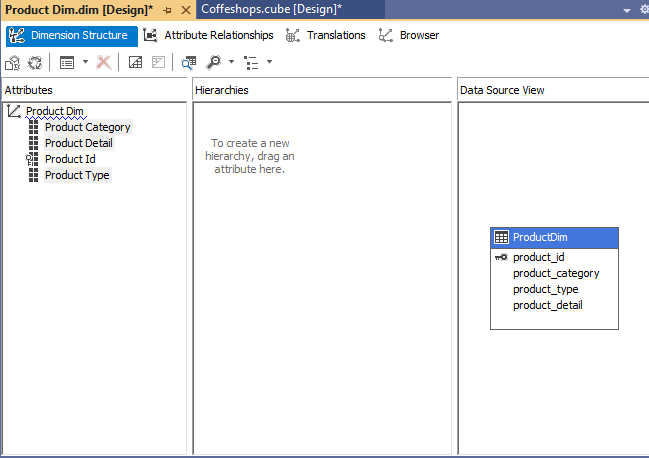 Product Dim.dim [Design]* Coffeshops.cube [Design]*
Dimension Structure Attribute Relationships Translations Browser
Attributes
Product Dim
Product Category
Product Detail
Product Id
Product Type
Hierarchies
To create a new
hierarchy, drag an
attribute here.
Data Source View
ProductDim
product_id
product_category
product_type
product_detail